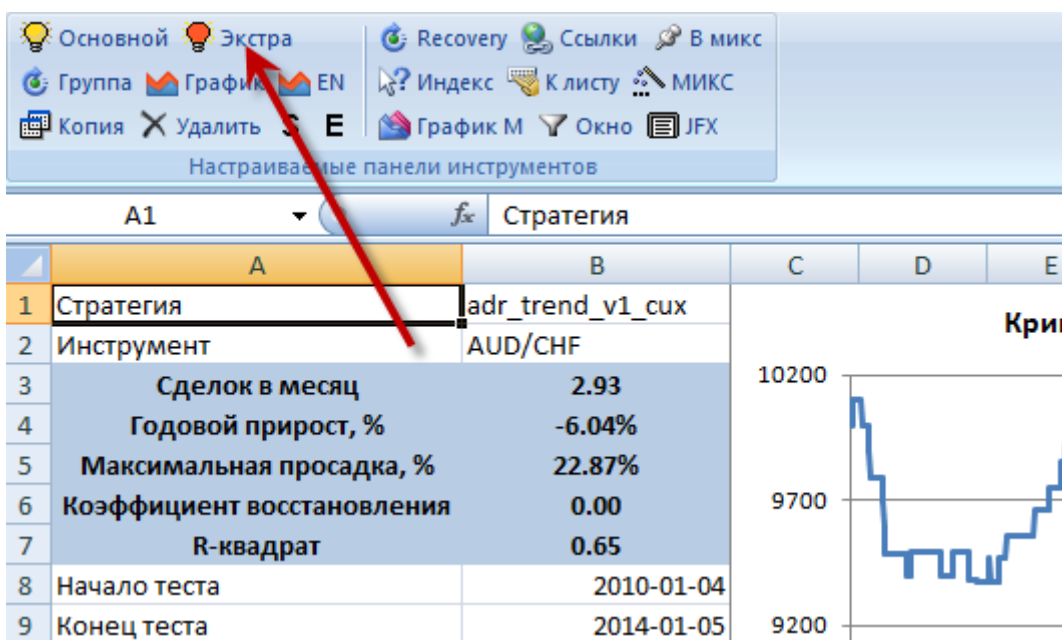 Основной Экстра Recovery Ссылки В микс
Группа График EN Индекс К листу МИКС
Копия Удалить S E График М Окно JFX
Настраиваемые панели инструментов
A1 fx Стратегия
A B C D E
1 Стратегия adr_trend_v1_cux
2 Инструмент AUD/CHF
3 Сделок в месяц 2.93
4 Годовой прирост, % -6.04%
5 Максимальная просадка, % 22.87%
6 Коэффициент восстановления 0.00
7 R-квадрат 0.65
8 Начало теста 2010-01-04
9 Конец теста 2014-01-05
10200
9700
9200